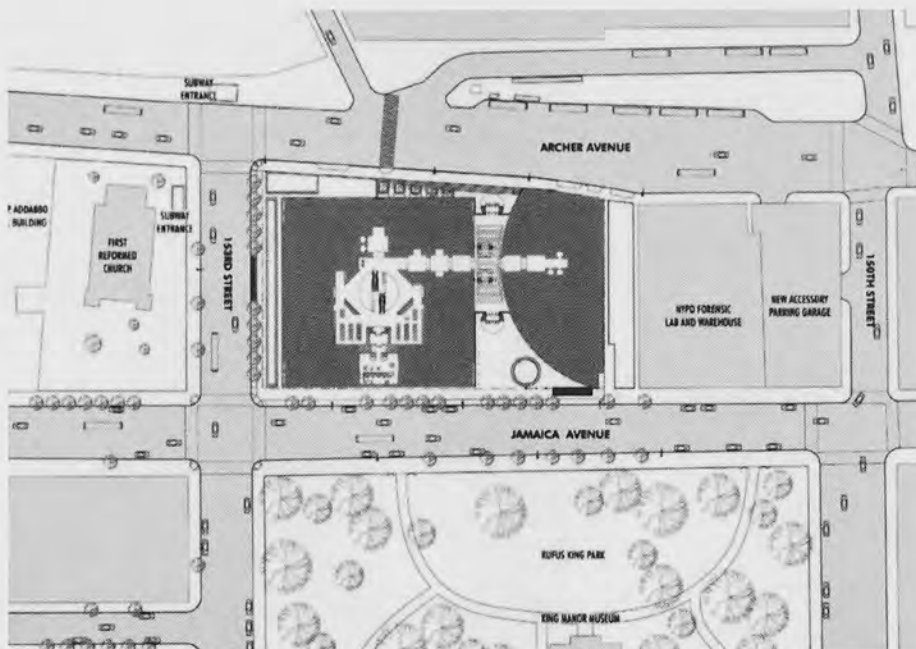 SUBWAY
ENTRANCE
ARCHER AVENUE
P ADDABBO
BUILDING
SUBWAY
ENTRANCE
FIRST
REFORMED
CHURCH
153RD STREET
NYPD FORENSIC
LAB AND WAREHOUSE
NEW ACCESSORY
PARKING GARAGE
150TH STREET
JAMAICA AVENUE
RUFUS KING PARK
KING MANOR MUSEUM